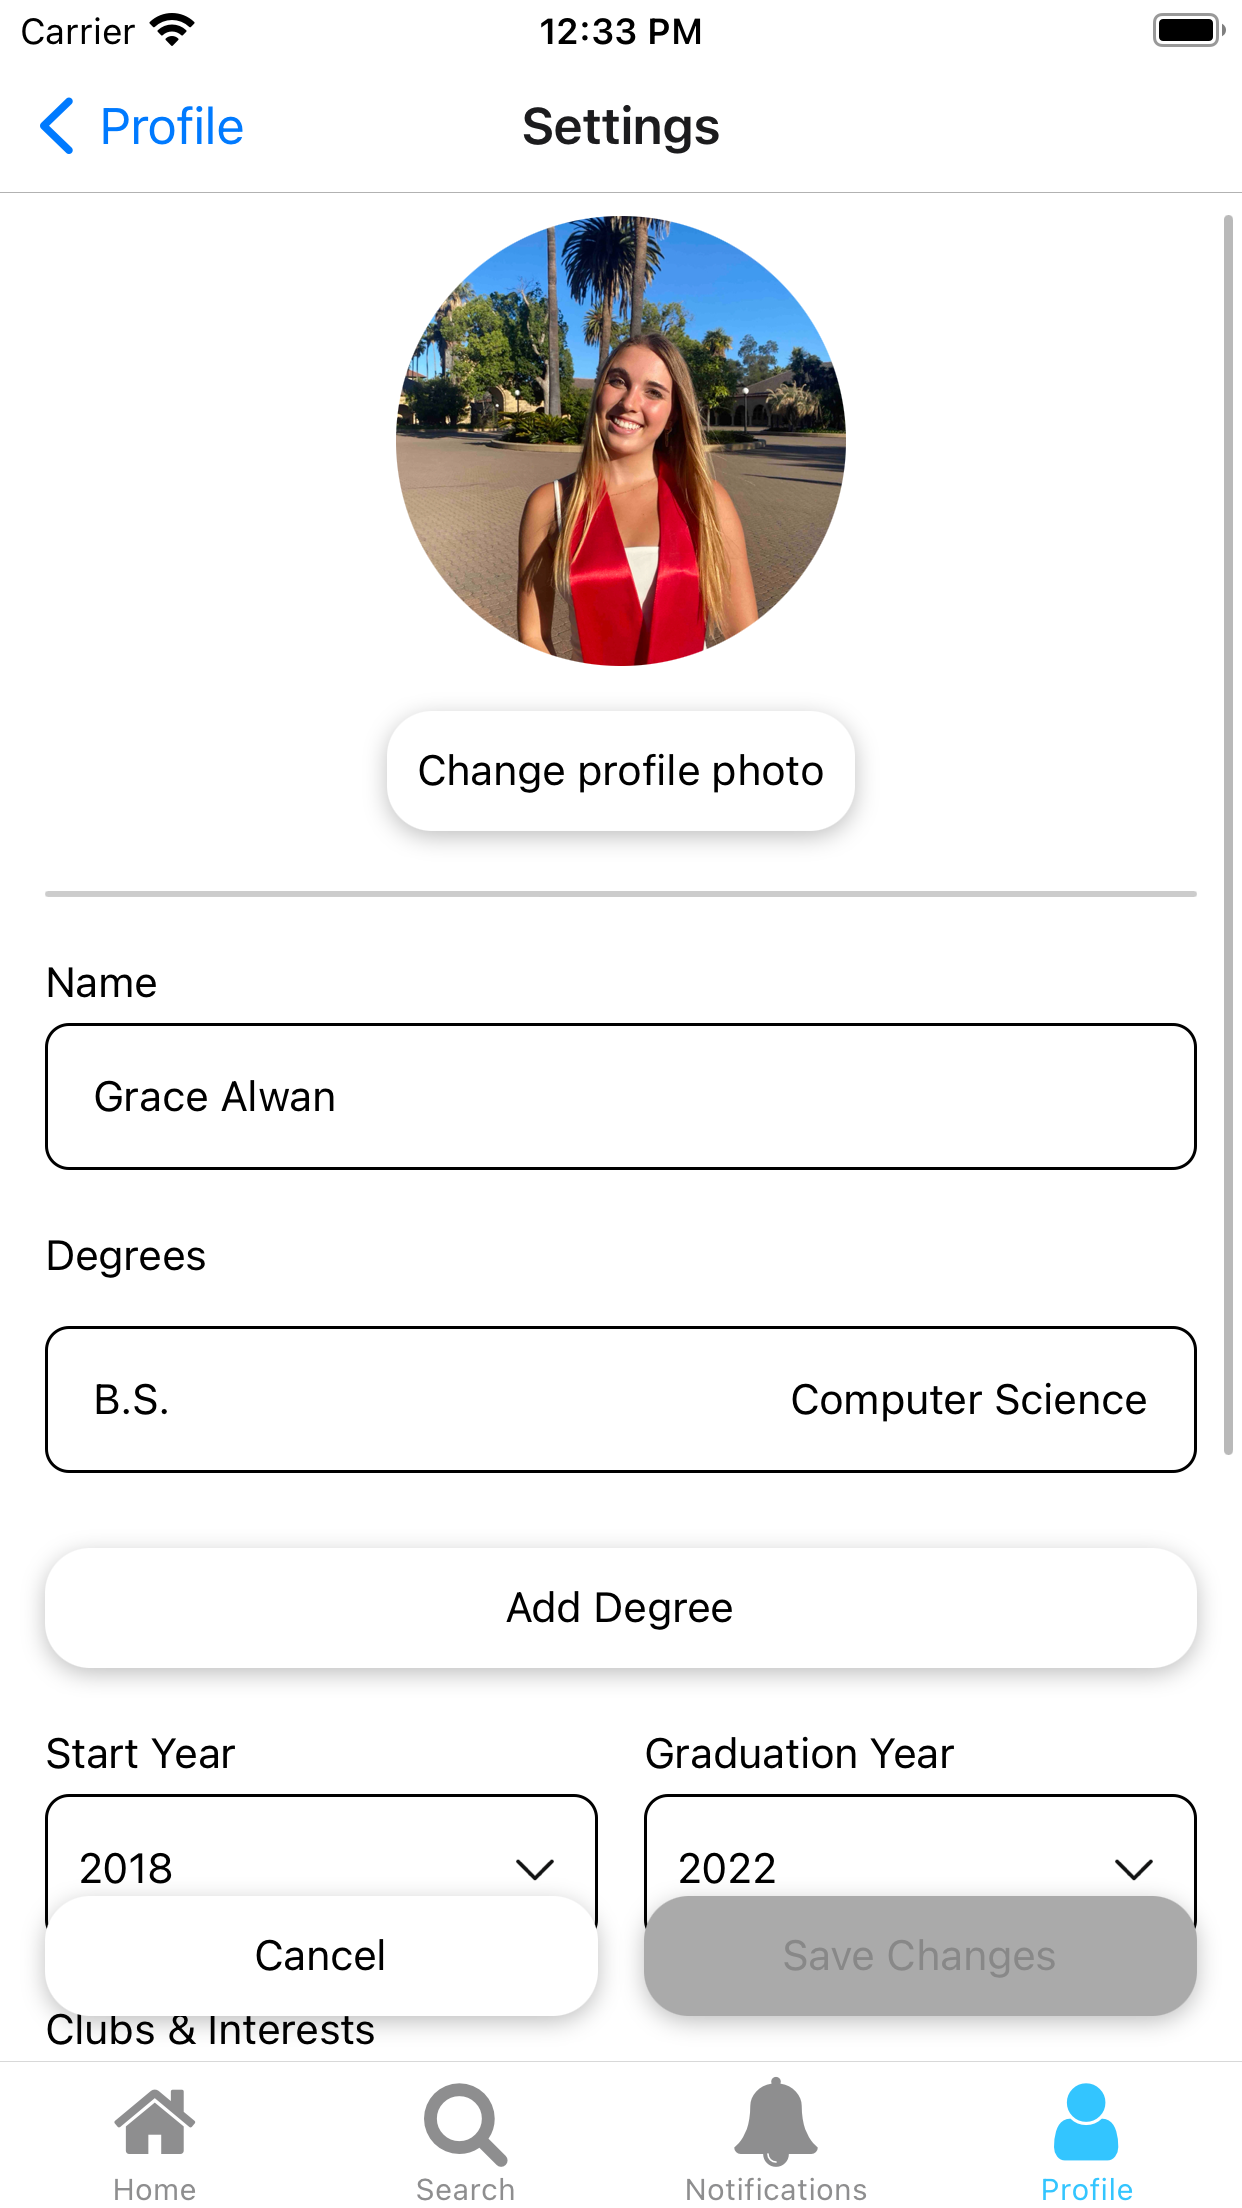 Carrier 12:33 PM
Profile Settings
Change profile photo
Name
Grace Alwan
Degrees
B.S. Computer Science
Add Degree
Start Year Graduation Year
2018 2022
Cancel Save Changes
Clubs & Interests
Home Search Notifications Profile